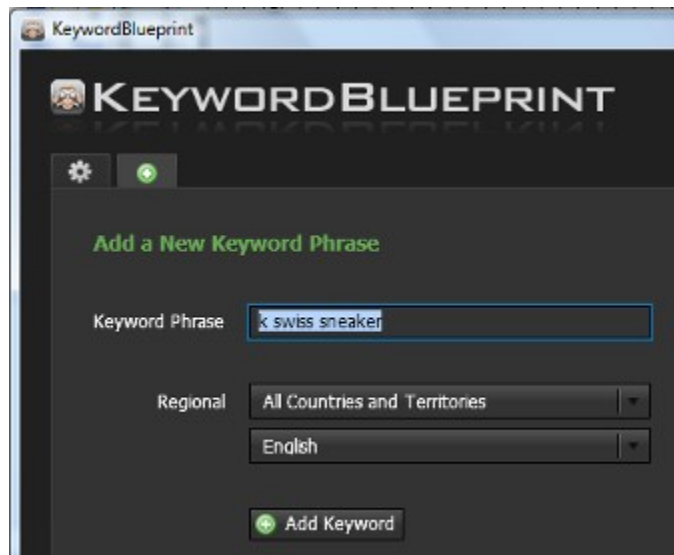 KeywordBlueprint
KEYWORDBLUEPRINT
Add a New Keyword Phrase
Keyword Phrase k swiss sneaker
Regional All Countries and Territories
English
Add Keyword